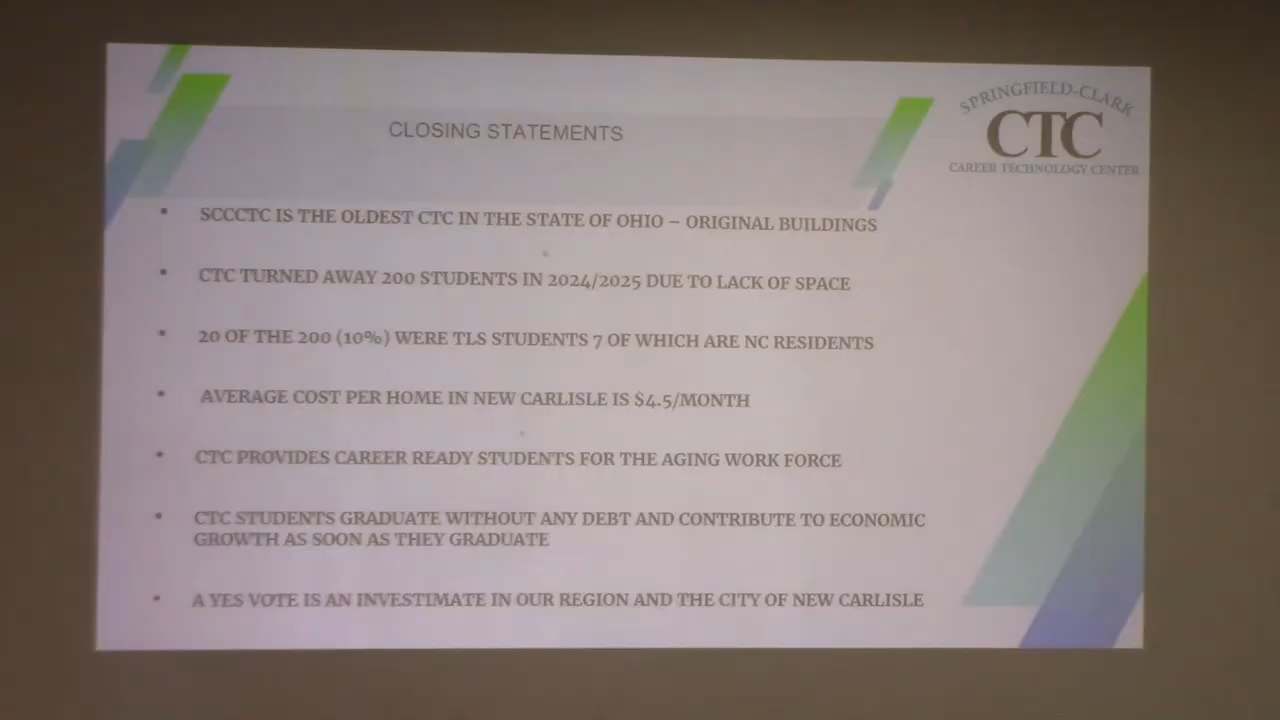 SPRINGFIELD-CLARK
CTC
CAREER TECHNOLOGY CENTER
CLOSING STATEMENTS
• SCCCTC IS THE OLDEST CTC IN THE STATE OF OHIO – ORIGINAL BUILDINGS
• CTC TURNED AWAY 200 STUDENTS IN 2024/2025 DUE TO LACK OF SPACE
• 20 OF THE 200 (10%) WERE TLS STUDENTS 7 OF WHICH ARE NC RESIDENTS
• AVERAGE COST PER HOME IN NEW CARLISLE IS $4.5/MONTH
• CTC PROVIDES CAREER READY STUDENTS FOR THE AGING WORK FORCE
• CTC STUDENTS GRADUATE WITHOUT ANY DEBT AND CONTRIBUTE TO ECONOMIC
GROWTH AS SOON AS THEY GRADUATE
• A YES VOTE IS AN INVESTIMATE IN OUR REGION AND THE CITY OF NEW CARLISLE